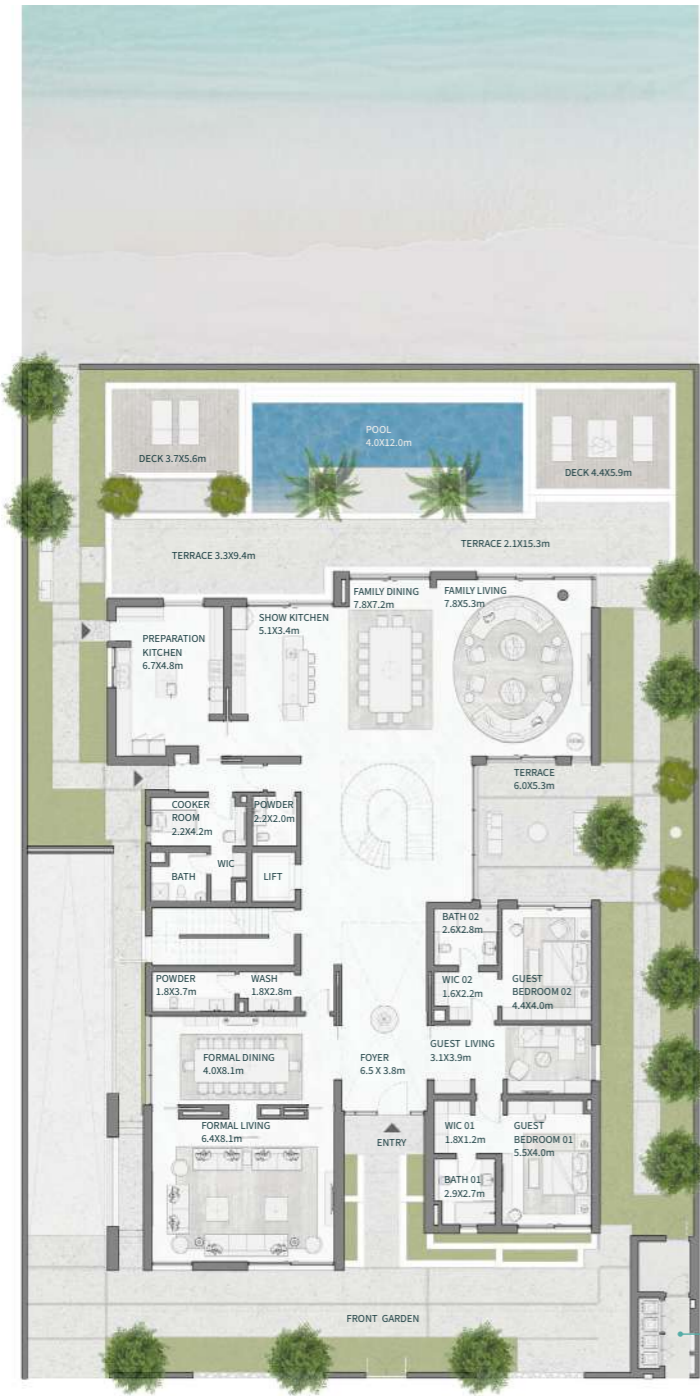 POOL
4.0X12.0m
DECK 3.7X5.6m
DECK 4.4X5.9m
TERRACE 3.3X9.4m
TERRACE 2.1X15.3m
FAMILY DINING
7.8X7.2m
FAMILY LIVING
7.8X5.3m
SHOW KITCHEN
5.1X3.4m
PREPARATION
KITCHEN
6.7X4.8m
TERRACE
6.0X5.3m
COOKER
ROOM
2.2X4.2m
POWDER
2.2X2.0m
BATH
WIC
LIFT
BATH 02
2.6X2.8m
POWDER
1.8X3.7m
WASH
1.8X2.8m
WIC 02
1.6X2.2m
GUEST
BEDROOM 02
4.4X4.0m
FORMAL DINING
4.0X8.1m
FOYER
6.5 X 3.8m
GUEST LIVING
3.1X3.9m
FORMAL LIVING
6.4X8.1m
ENTRY
WIC 01
1.8X1.2m
GUEST
BEDROOM 01
5.5X4.0m
BATH 01
2.9X2.7m
FRONT GARDEN